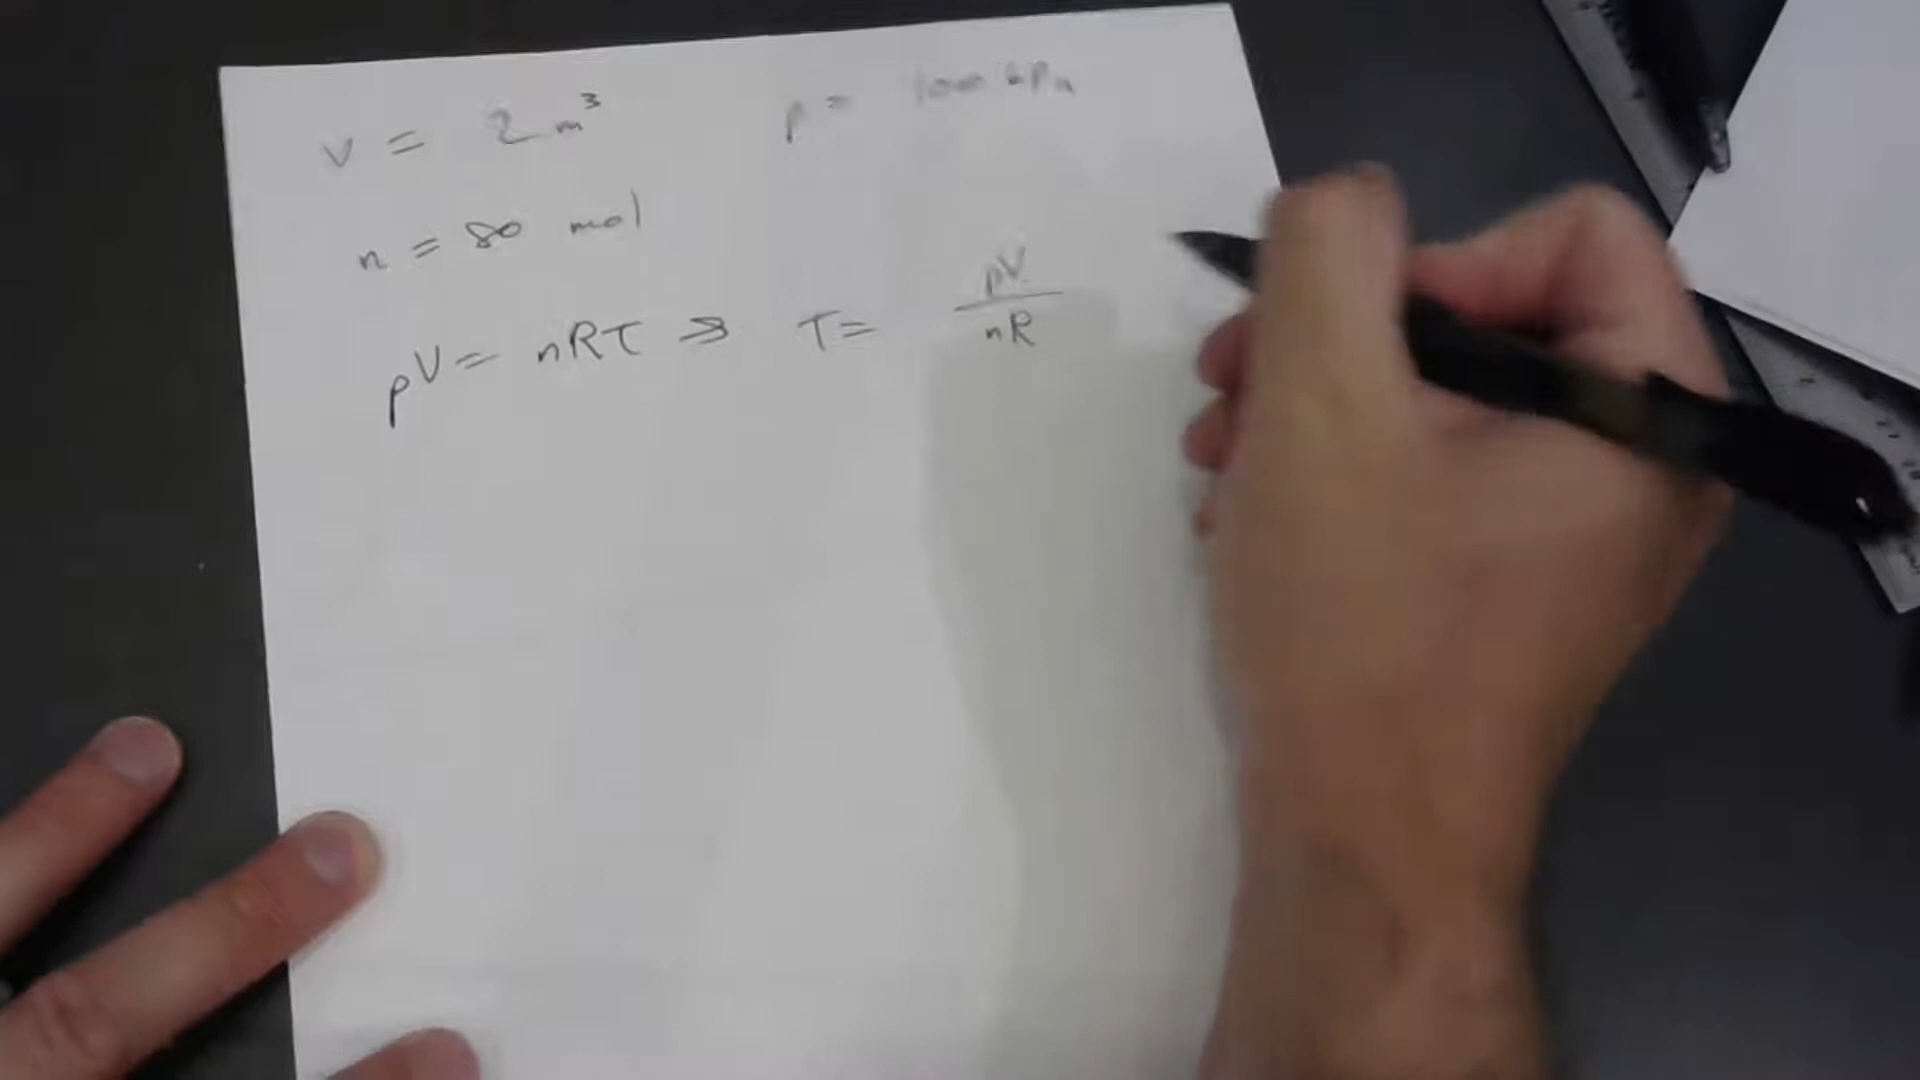 V = 2 m³ p = 100 kPa
n = 80 mol
pV = nRT ⇒ T = pV/nR